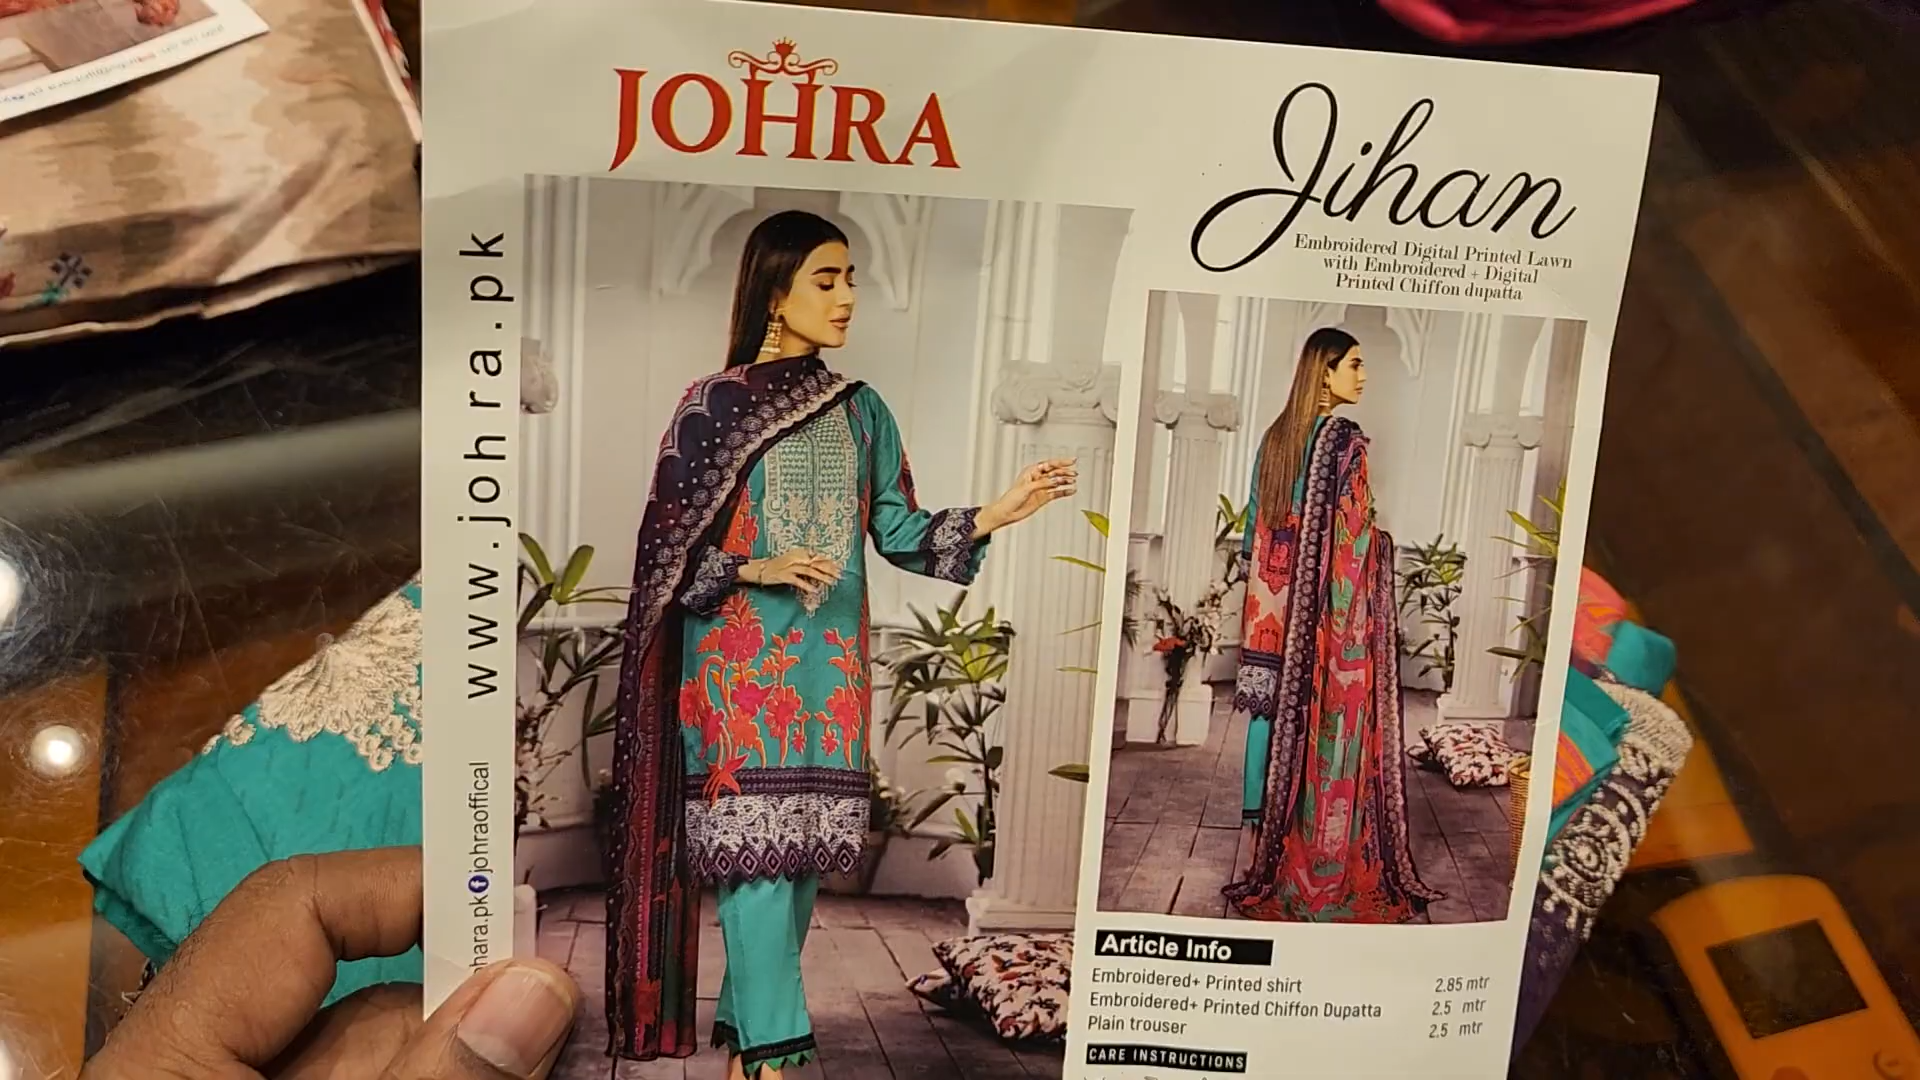 JOHRA
Jihan
Embroidered Digital Printed Lawn
with Embroidered + Digital
Printed Chiffon dupatta
www.johra.pk
johraoffical
Article Info
Embroidered+ Printed shirt 2.85 mtr
Embroidered+ Printed Chiffon Dupatta 2.5 mtr
Plain trouser 2.5 mtr
CARE INSTRUCTIONS